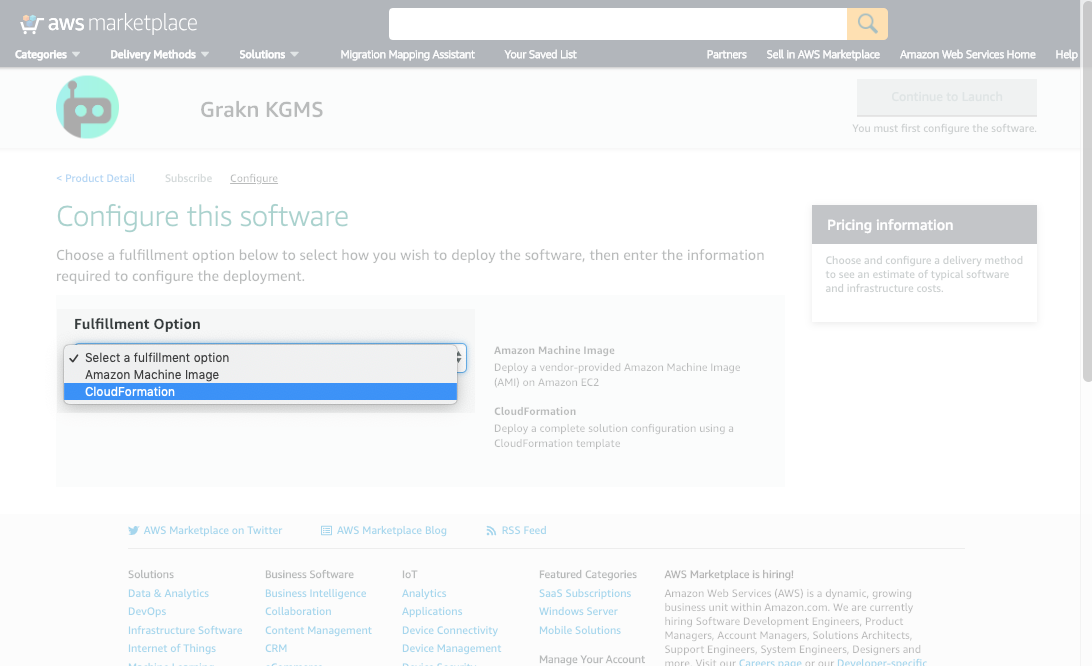 aws marketplace
Categories
Delivery Methods
Solutions
Migration Mapping Assistant
Your Saved List
Partners
Sell in AWS Marketplace
Amazon Web Services Home
Help
Grakn KGMS
Continue to Launch
You must first configure the software.
< Product Detail
Subscribe
Configure
Configure this software
Choose a fulfillment option below to select how you wish to deploy the software, then enter the information
required to configure the deployment.
Pricing information
Choose and configure a delivery method
to see an estimate of typical software
and infrastructure costs.
Fulfillment Option
✓ Select a fulfillment option
Amazon Machine Image
CloudFormation
Amazon Machine Image
Deploy a vendor-provided Amazon Machine Image
(AMI) on Amazon EC2
CloudFormation
Deploy a complete solution configuration using a
CloudFormation template
AWS Marketplace on Twitter
AWS Marketplace Blog
RSS Feed
Solutions
Data & Analytics
DevOps
Infrastructure Software
Internet of Things
Machine Learning
Business Software
Business Intelligence
Collaboration
Content Management
CRM
eCommerce
IoT
Analytics
Applications
Device Connectivity
Device Management
Device Security
Featured Categories
SaaS Subscriptions
Windows Server
Mobile Solutions
Manage Your Account
AWS Marketplace is hiring!
Amazon Web Services (AWS) is a dynamic, growing
business unit within Amazon.com. We are currently
hiring Software Development Engineers, Product
Managers, Account Managers, Solutions Architects,
Support Engineers, System Engineers, Designers and
more. Visit our Careers page or our Developer-specific